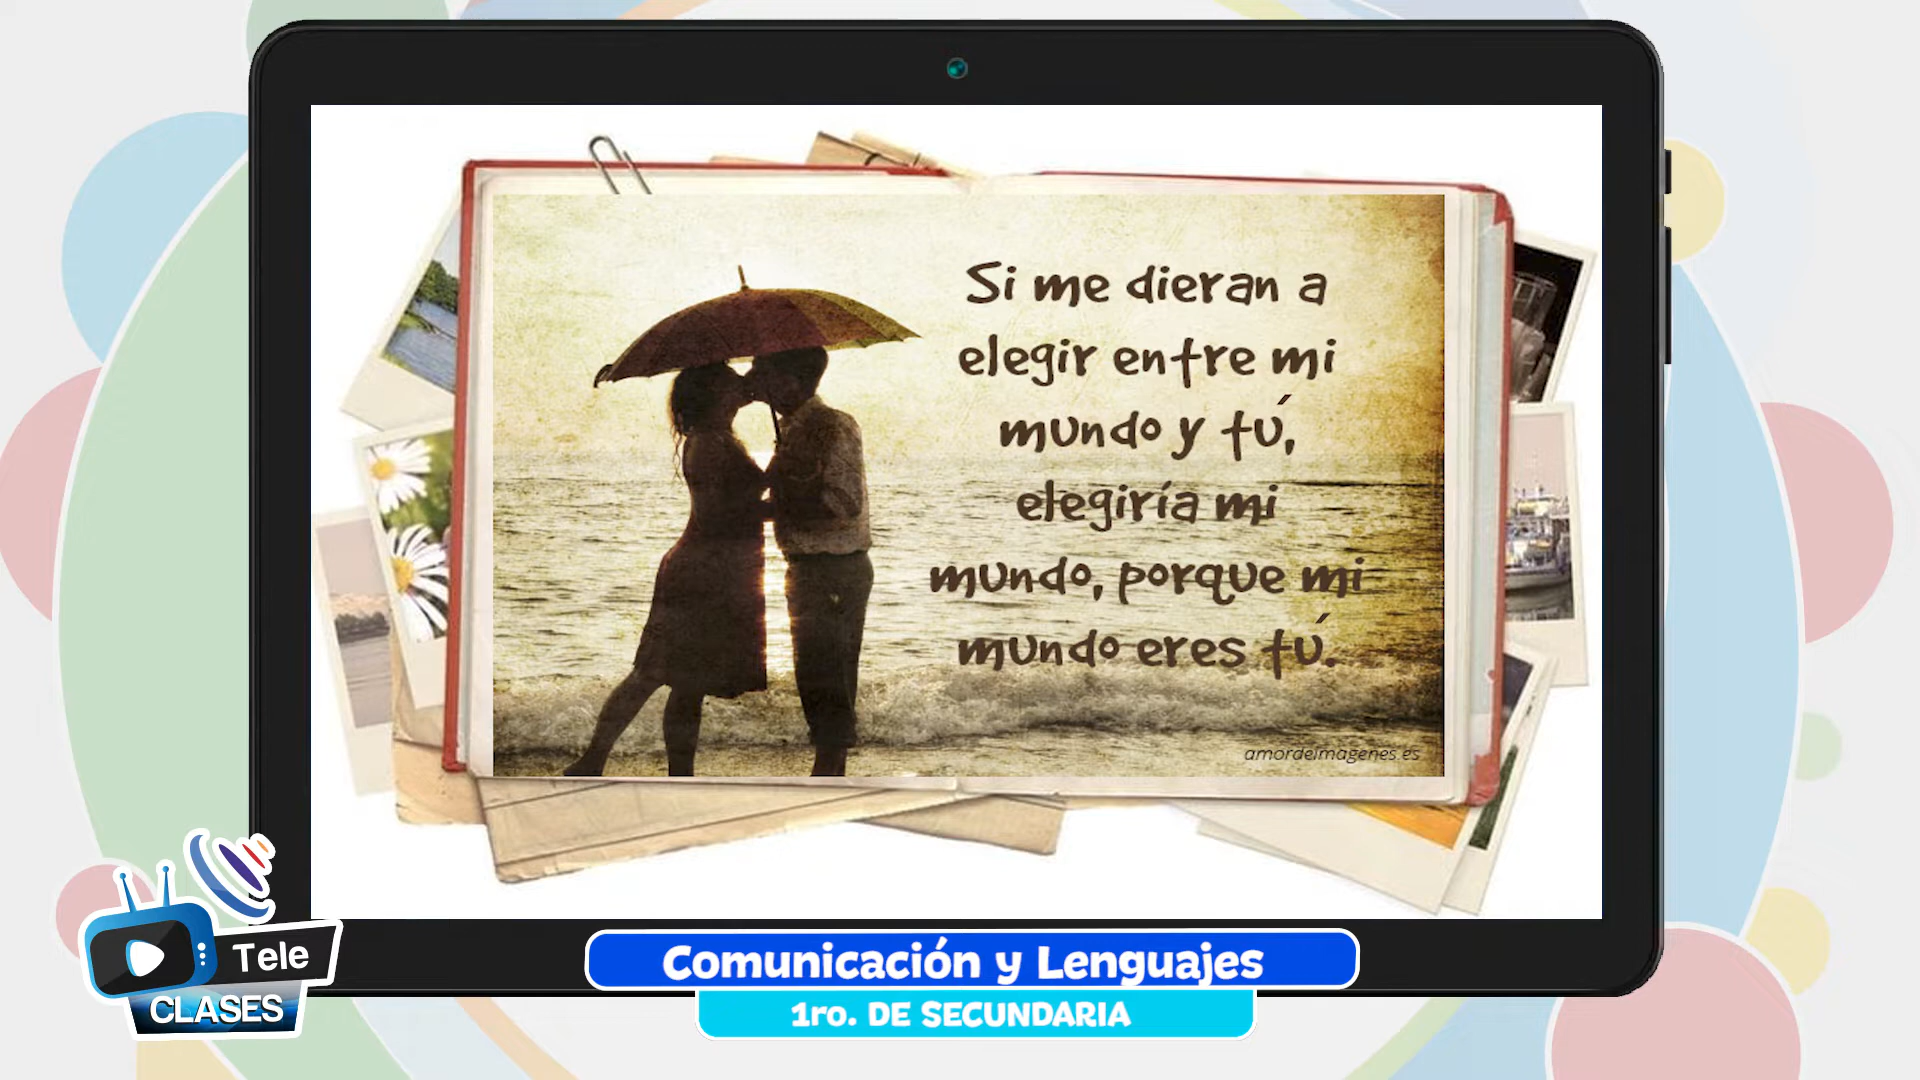 Si me dieran a
elegir entre mi
mundo y tú,
elegiría mi
mundo, porque mi
mundo eres tú.
amordeimagenes.es
Tele
CLASES
Comunicación y Lenguajes
1ro. DE SECUNDARIA